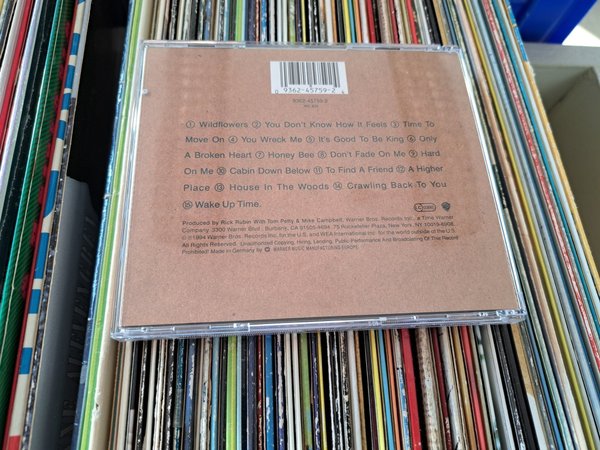 0 9362-45759-2 4
9362-45759-2
① Wildflowers ② You Don't Know How It Feels ③ Time To
Move On ④ You Wreck Me ⑤ It's Good To Be King ⑥ Only
A Broken Heart ⑦ Honey Bee ⑧ Don't Fade On Me ⑨ Hard
On Me ⑩ Cabin Down Below ⑪ To Find A Friend ⑫ A Higher
Place ⑬ House In The Woods ⑭ Crawling Back To You
⑮ Wake Up Time.
Produced by Rick Rubin With Tom Petty & Mike Campbell. Warner Bros. Records Inc., a Time Warner
Company 3300 Warner Blvd., Burbank, CA 91505-4694. 75 Rockefeller Plaza, New York, NY 10019-6908.
© ℗ 1994 Warner Bros. Records Inc. for the U.S. and WEA International Inc. for the world outside of the U.S.
All Rights Reserved. Unauthorized Copying, Hiring, Lending, Public Performance And Broadcasting Of This Record
Prohibited! Made in Germany by WARNER MUSIC MANUFACTURING EUROPE